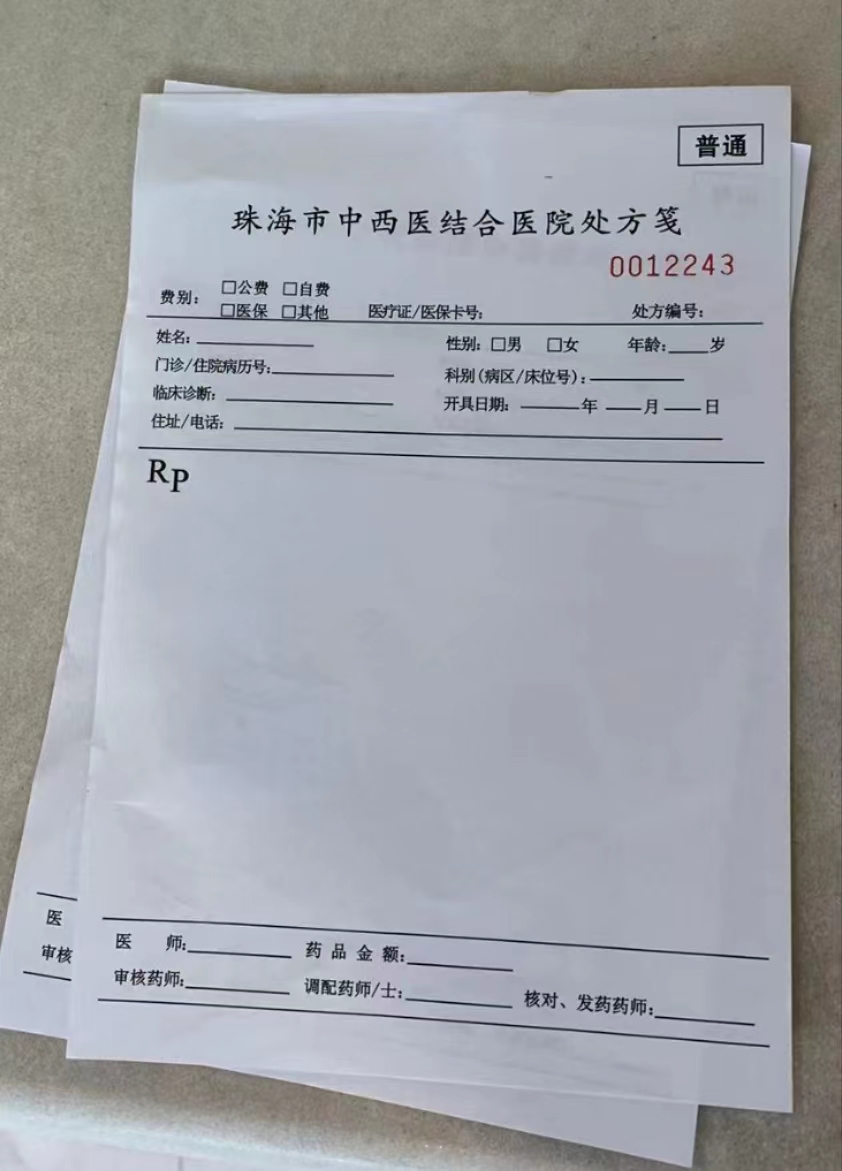 普通
珠海市中西医结合医院处方笺
0012243
费别: □公费 □自费
□医保 □其他 医疗证/医保卡号: 处方编号:
姓名: 性别: □男 □女 年龄: 岁
门诊/住院病历号: 科别(病区/床位号):
临床诊断: 开具日期: 年 月 日
住址/电话:
Rp
医 师: 药品金额:
审核药师: 调配药师/士: 核对、发药药师:
医
审核